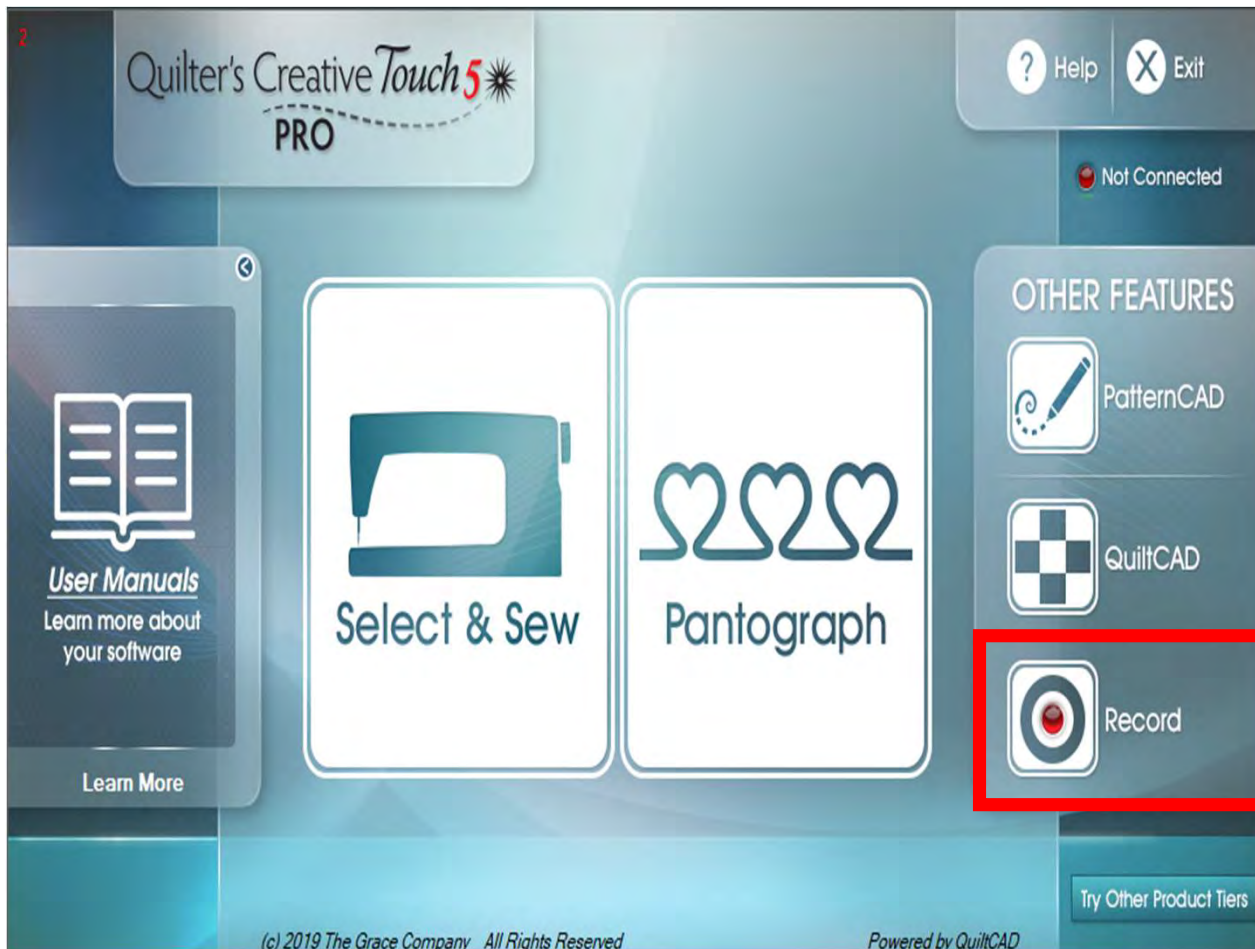 2
Quilter's Creative Touch 5
PRO
? Help
X Exit
Not Connected
User Manuals
Learn more about
your software
Learn More
Select & Sew
Pantograph
OTHER FEATURES
PatternCAD
QuiltCAD
Record
Try Other Product Tiers
(c) 2019 The Grace Company All Rights Reserved
Powered by QuiltCAD